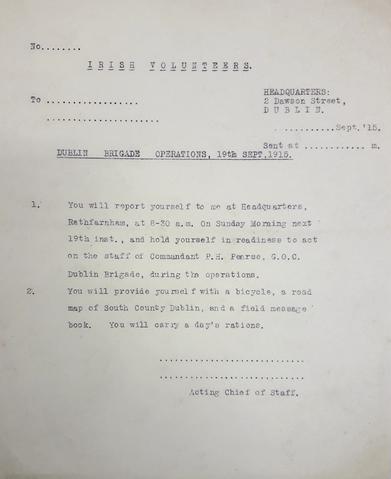 No........
IRISH VOLUNTEERS.
HEADQUARTERS:
To .................. 2 Dawson Street,
DUBLIN.
......................
...........Sept.'15.
Sent at ............ m.
DUBLIN BRIGADE OPERATIONS, 19th SEPT.1915.
1. You will report yourself to me at Headquarters,
Rathfarnham, at 8-30 a.m. On Sunday Morning next
19th inst., and hold yourself inreadiness to act
on the staff of Commandant P.H. Pearse, G.O.C.
Dublin Brigade, during the operations.
2. You will provide yourself with a bicycle, a road
map of South County Dublin, and a field message
book. You will carry a day's rations.
............................
............................
Acting Chief of Staff.